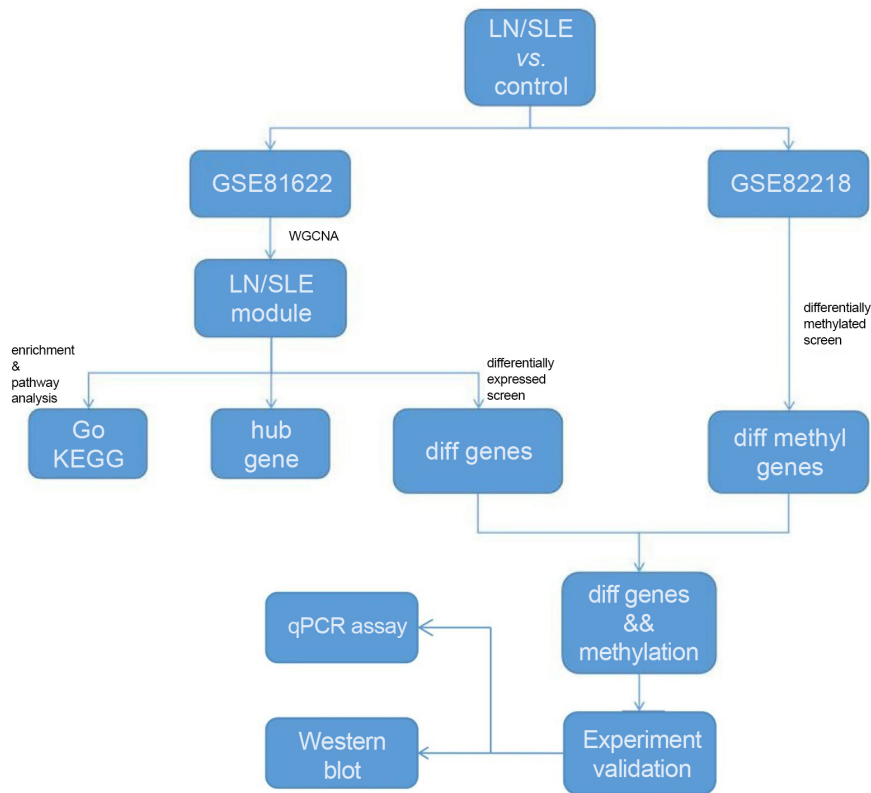 LN/SLE
vs.
control
GSE81622
GSE82218
WGCNA
LN/SLE
module
differentially
methylated
screen
enrichment
&
pathway
analysis
differentially
expressed
screen
Go
KEGG
hub
gene
diff genes
diff methyl
genes
diff genes
&&
methylation
qPCR assay
Western
blot
Experiment
validation